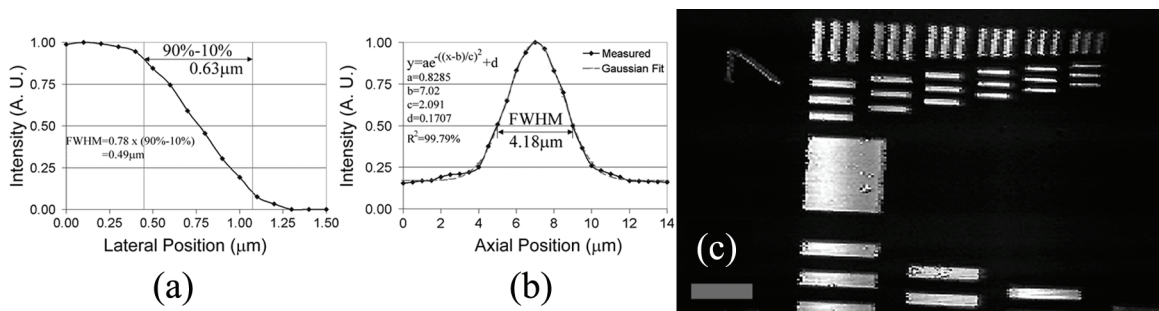 1.00
0.75
0.50
0.25
0.00
Intensity (A. U.)
90%-10%
0.63μm
FWHM=0.78 x (90%-10%)
=0.49μm
0.00 0.25 0.50 0.75 1.00 1.25 1.50
Lateral Position (μm)
(a)
1.00
0.75
0.50
0.25
0.00
Intensity (A. U.)
y=ae^-((x-b)/c)²+d
a=0.8285
b=7.02
c=2.091
d=0.1707
R²=99.79%
Measured
Gaussian Fit
FWHM
4.18μm
0 2 4 6 8 10 12 14
Axial Position (μm)
(b)
(c)